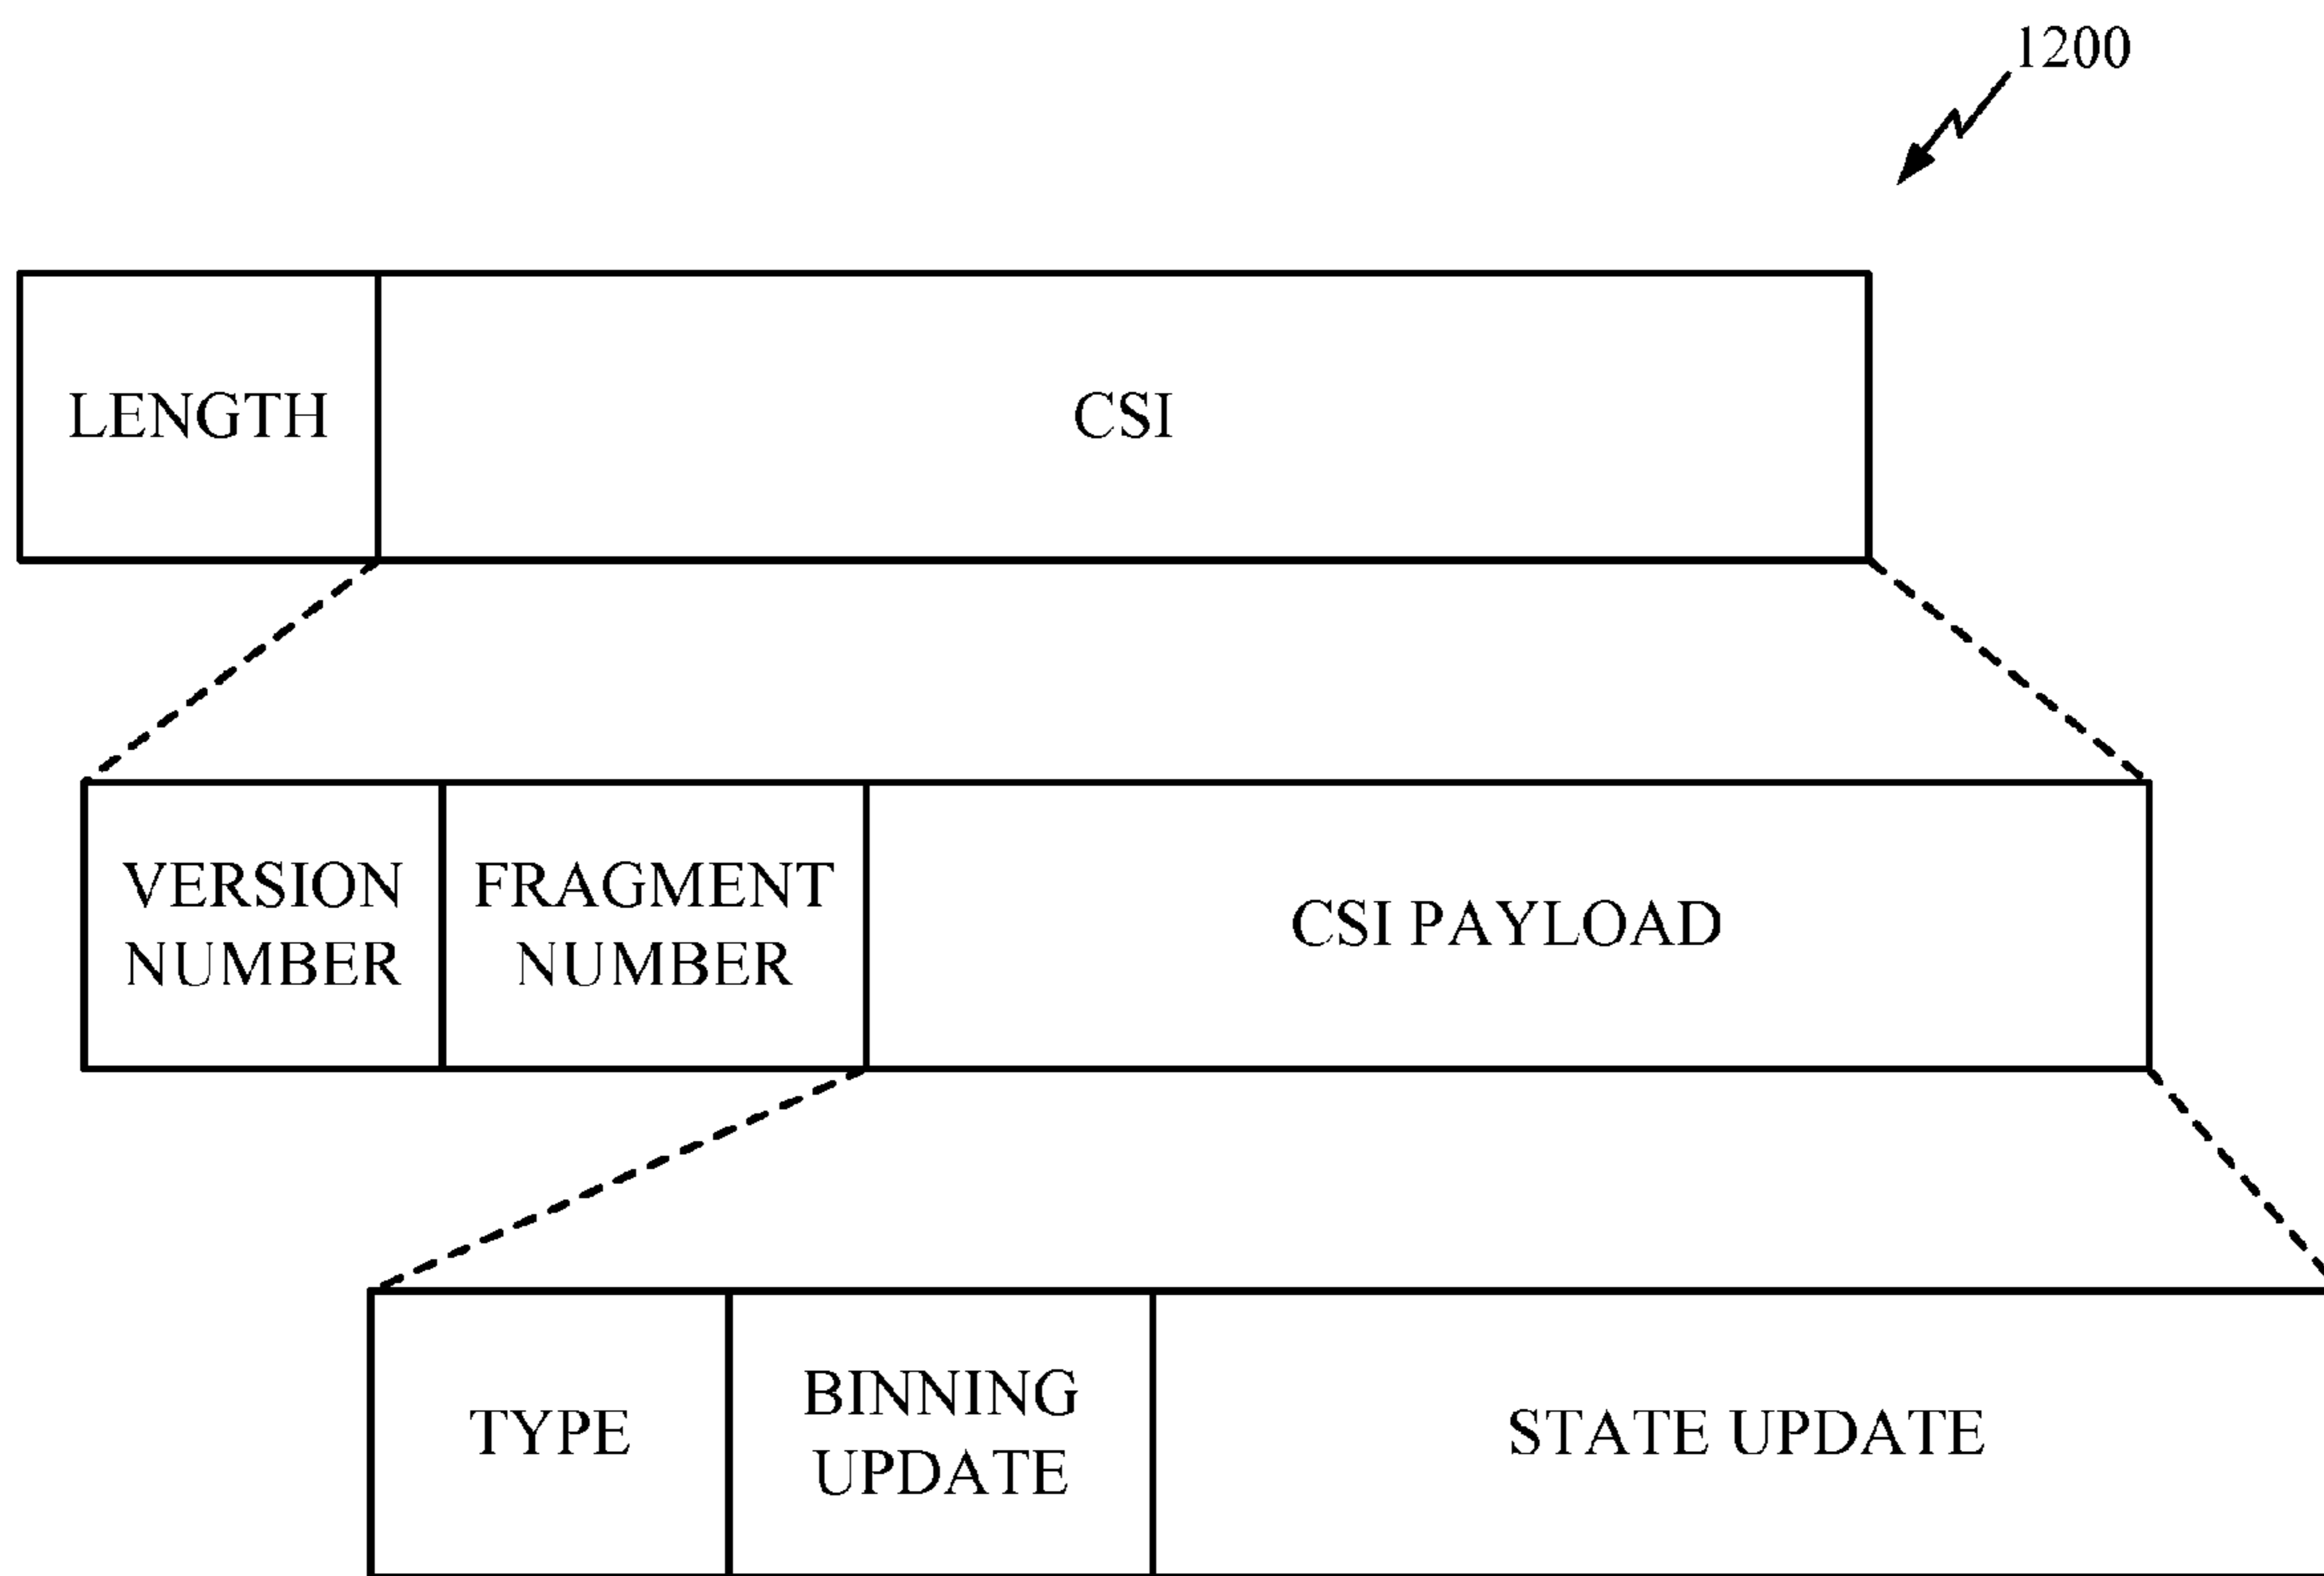 1200
LENGTH
CSI
VERSION
NUMBER
FRAGMENT
NUMBER
CSI PAYLOAD
TYPE
BINNING
UPDATE
STATE UPDATE